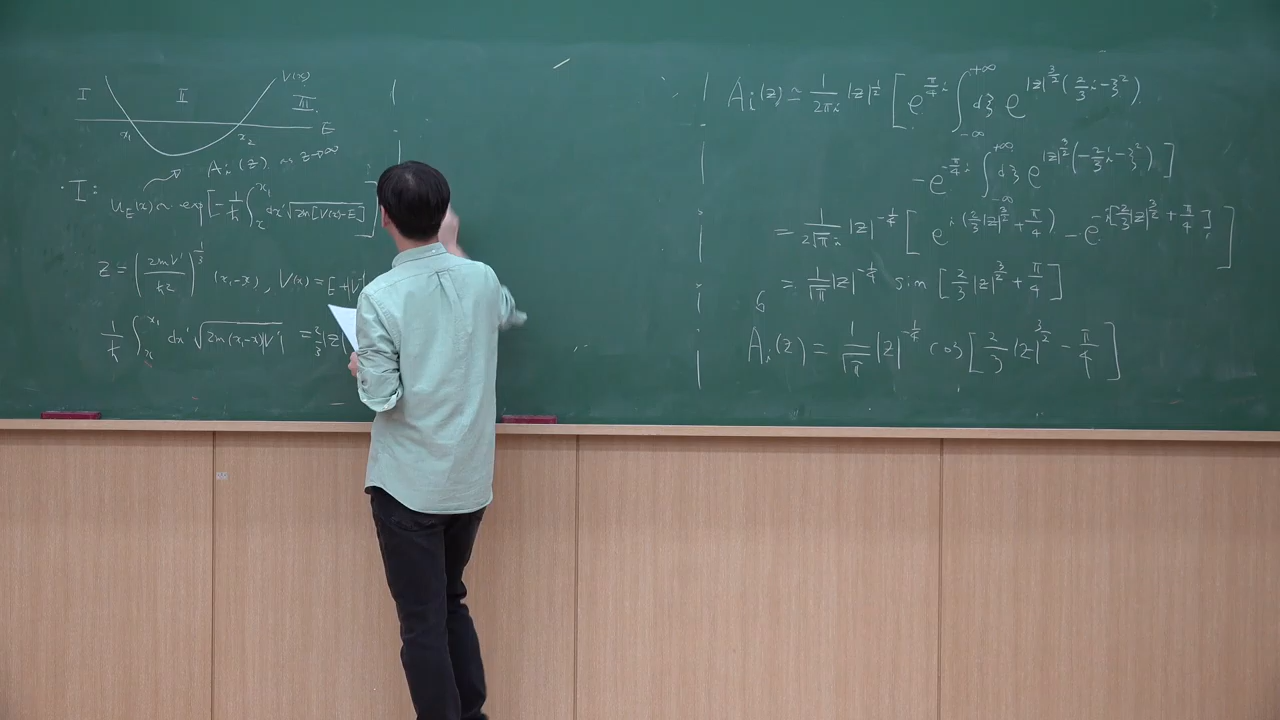 I II V(x) III
x₁ x₂ E
Ai(z) as z→∞
· I : u_E(x) ~ exp[-1/ħ ∫_x^{x₁} dx' √(2m[V(x)-E]) ]
z = (2mV'/ħ²)^{1/3} (x₁-x) , V(x) = E + |V'
1/ħ ∫_x^{x₁} dx' √(2m(x₁-x)|V'| = 2/3 |z|
Ai(z) ≃ 1/(2πi) |z|^{1/2} [ e^{π/4 i} ∫_{-∞}^{+∞} dξ e^{|z|^{3/2}(2/3 i - ξ²)}
- e^{-π/4 i} ∫_{-∞}^{+∞} dξ e^{|z|^{3/2}(-2/3 i - ξ²)} ]
= 1/(2√π i) |z|^{-1/4} [ e^{i(2/3|z|^{3/2} + π/4)} - e^{-i[2/3|z|^{3/2} + π/4]} ]
= 1/√π |z|^{-1/4} sin [ 2/3 |z|^{3/2} + π/4 ]
Ai(z) = 1/√π |z|^{-1/4} cos [ 2/3 |z|^{3/2} - π/4 ]